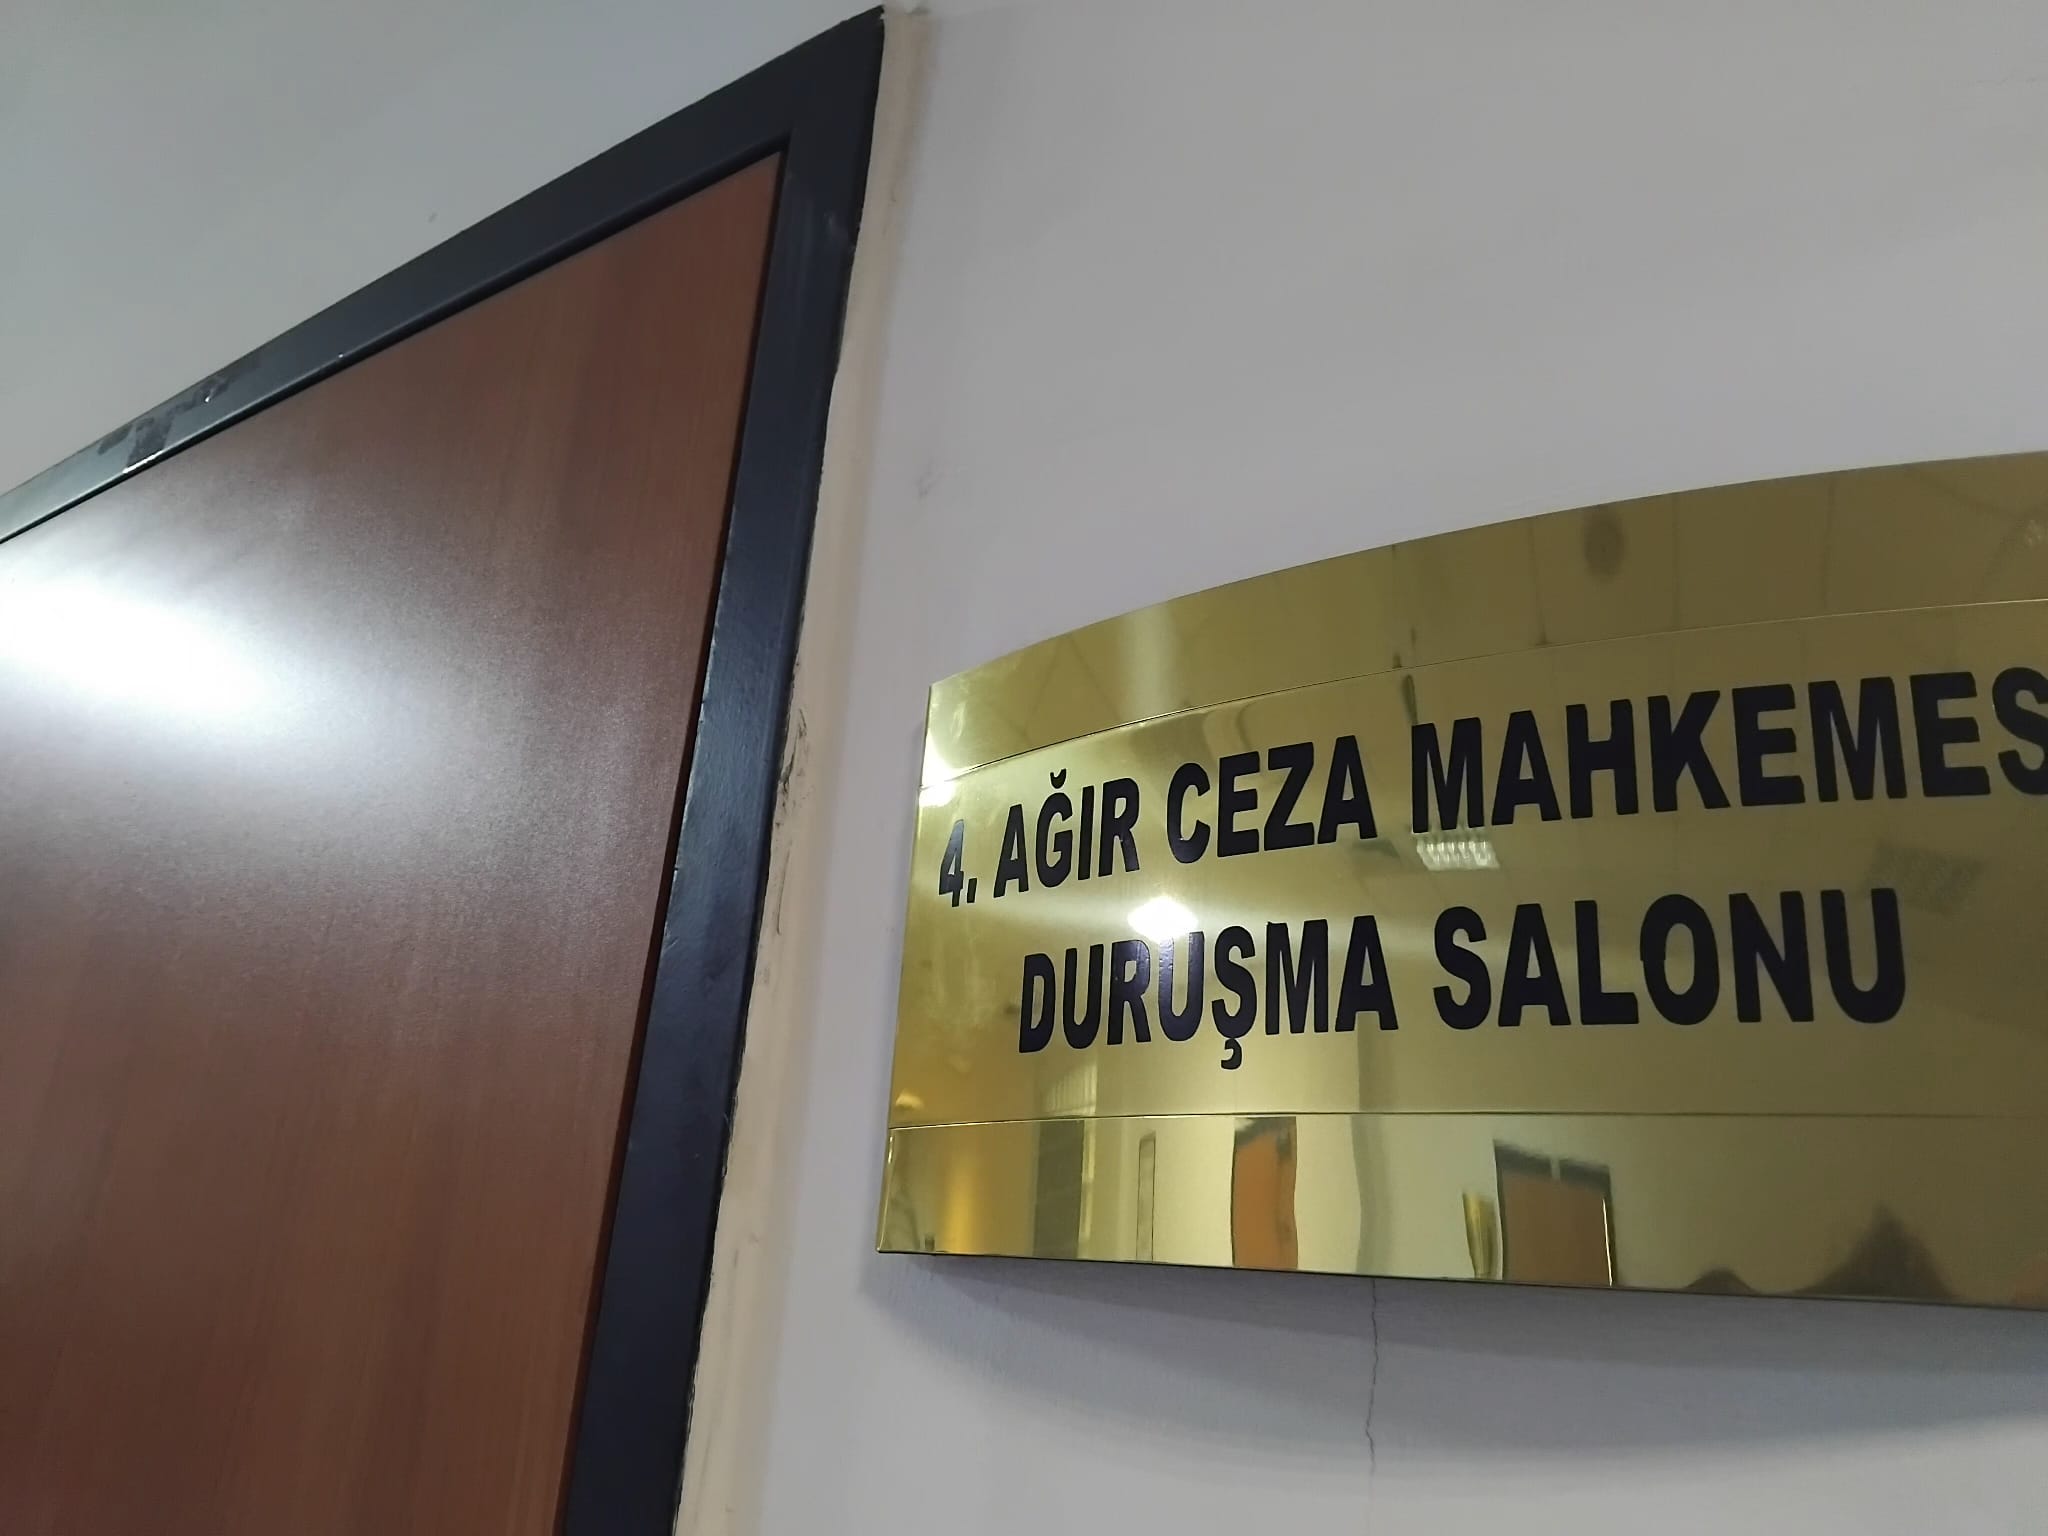 4. AĞIR CEZA MAHKEMES
DURUŞMA SALONU